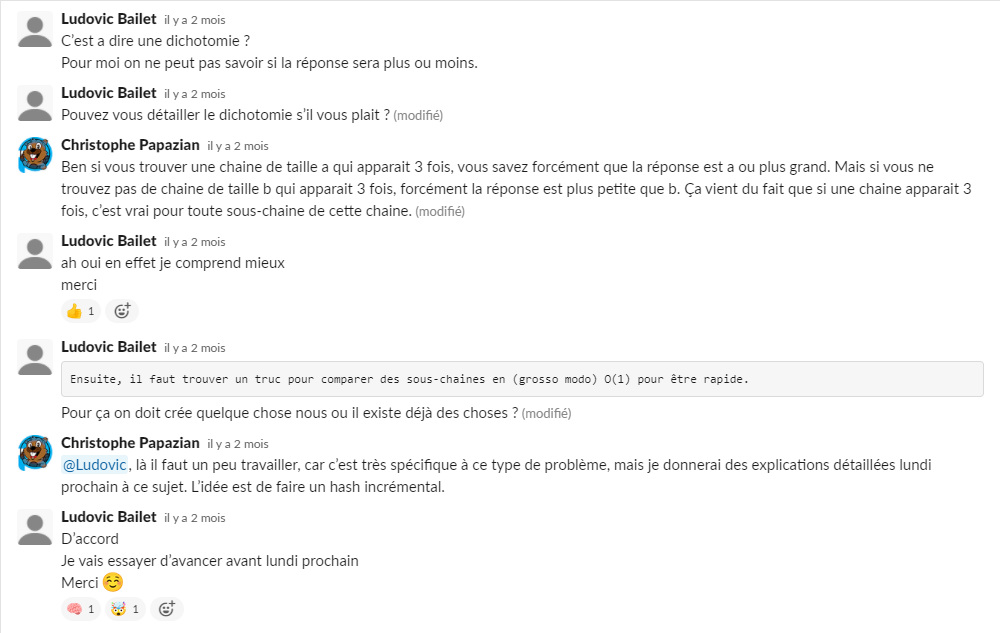 Ludovic Bailet il y a 2 mois
C'est a dire une dichotomie ?
Pour moi on ne peut pas savoir si la réponse sera plus ou moins.
Ludovic Bailet il y a 2 mois
Pouvez vous détailler le dichotomie s'il vous plait ? (modifié)
Christophe Papazian il y a 2 mois
Ben si vous trouver une chaine de taille a qui apparait 3 fois, vous savez forcément que la réponse est a ou plus grand. Mais si vous ne
trouvez pas de chaine de taille b qui apparait 3 fois, forcément la réponse est plus petite que b. Ça vient du fait que si une chaine apparait 3
fois, c'est vrai pour toute sous-chaine de cette chaine. (modifié)
Ludovic Bailet il y a 2 mois
ah oui en effet je comprend mieux
merci
1
Ludovic Bailet il y a 2 mois
Ensuite, il faut trouver un truc pour comparer des sous-chaines en (grosso modo) O(1) pour être rapide.
Pour ça on doit crée quelque chose nous ou il existe déjà des choses ? (modifié)
Christophe Papazian il y a 2 mois
@Ludovic, là il faut un peu travailler, car c'est très spécifique à ce type de problème, mais je donnerai des explications détaillées lundi
prochain à ce sujet. L'idée est de faire un hash incrémental.
Ludovic Bailet il y a 2 mois
D'accord
Je vais essayer d'avancer avant lundi prochain
Merci ☺️
1 1